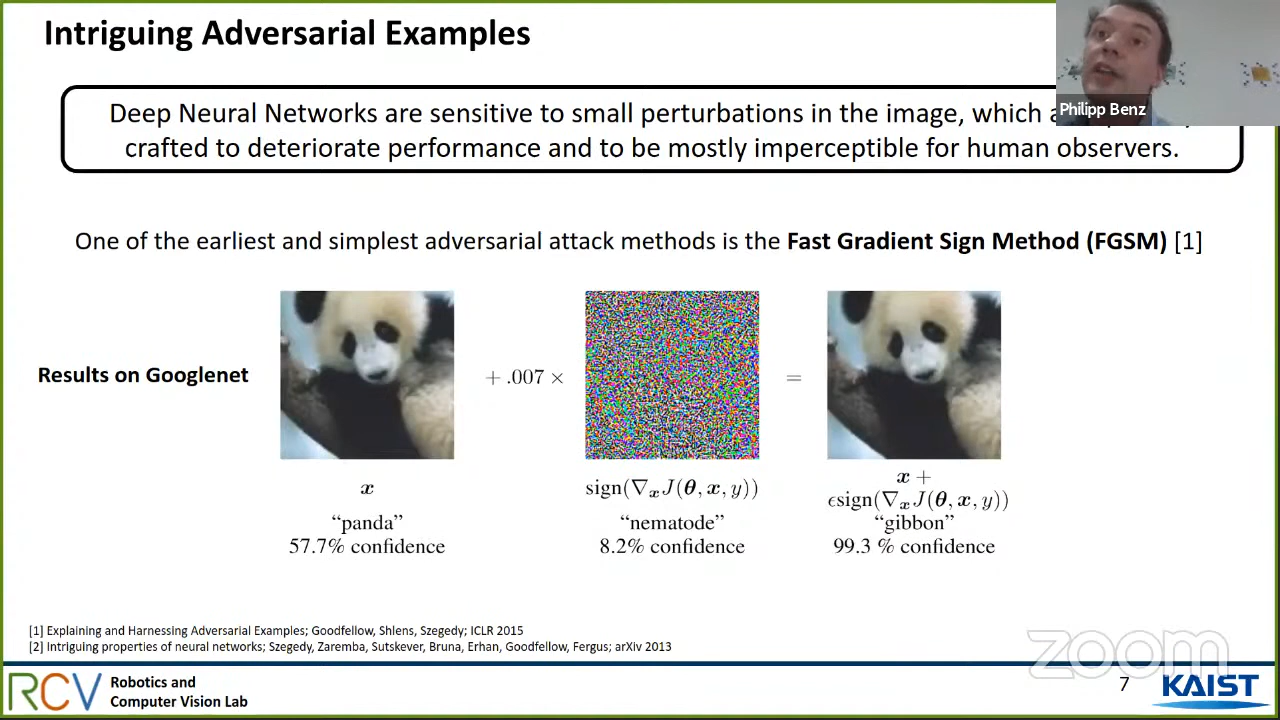 Intriguing Adversarial Examples
Philipp Benz
Deep Neural Networks are sensitive to small perturbations in the image, which
crafted to deteriorate performance and to be mostly imperceptible for human observers.
One of the earliest and simplest adversarial attack methods is the Fast Gradient Sign Method (FGSM) [1]
Results on Googlenet
+ .007 ×
=
x
sign(∇ₓJ(θ, x, y))
x +
ϵsign(∇ₓJ(θ, x, y))
“panda”
“nematode”
“gibbon”
57.7% confidence
8.2% confidence
99.3 % confidence
[1] Explaining and Harnessing Adversarial Examples; Goodfellow, Shlens, Szegedy; ICLR 2015
[2] Intriguing properties of neural networks; Szegedy, Zaremba, Sutskever, Bruna, Erhan, Goodfellow, Fergus; arXiv 2013
zoom
RCV
Robotics and
Computer Vision Lab
7
KAIST